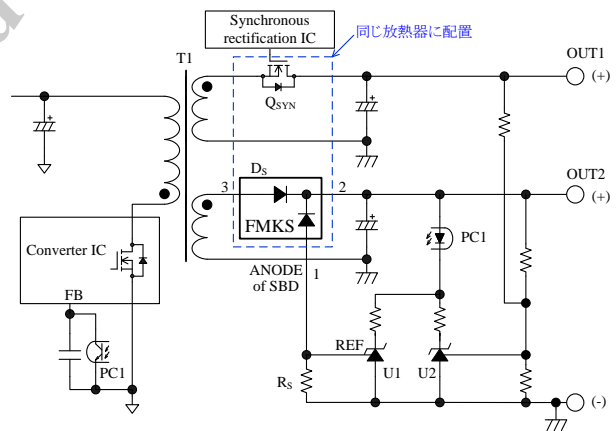 Synchronous
rectification IC
同じ放熱器に配置
T1
OUT1
(+)
QSYN
DS
OUT2
3
2
(+)
FMKS
PC1
Converter IC
ANODE
of SBD
1
FB
REF
PC1
U1
U2
RS
(-)